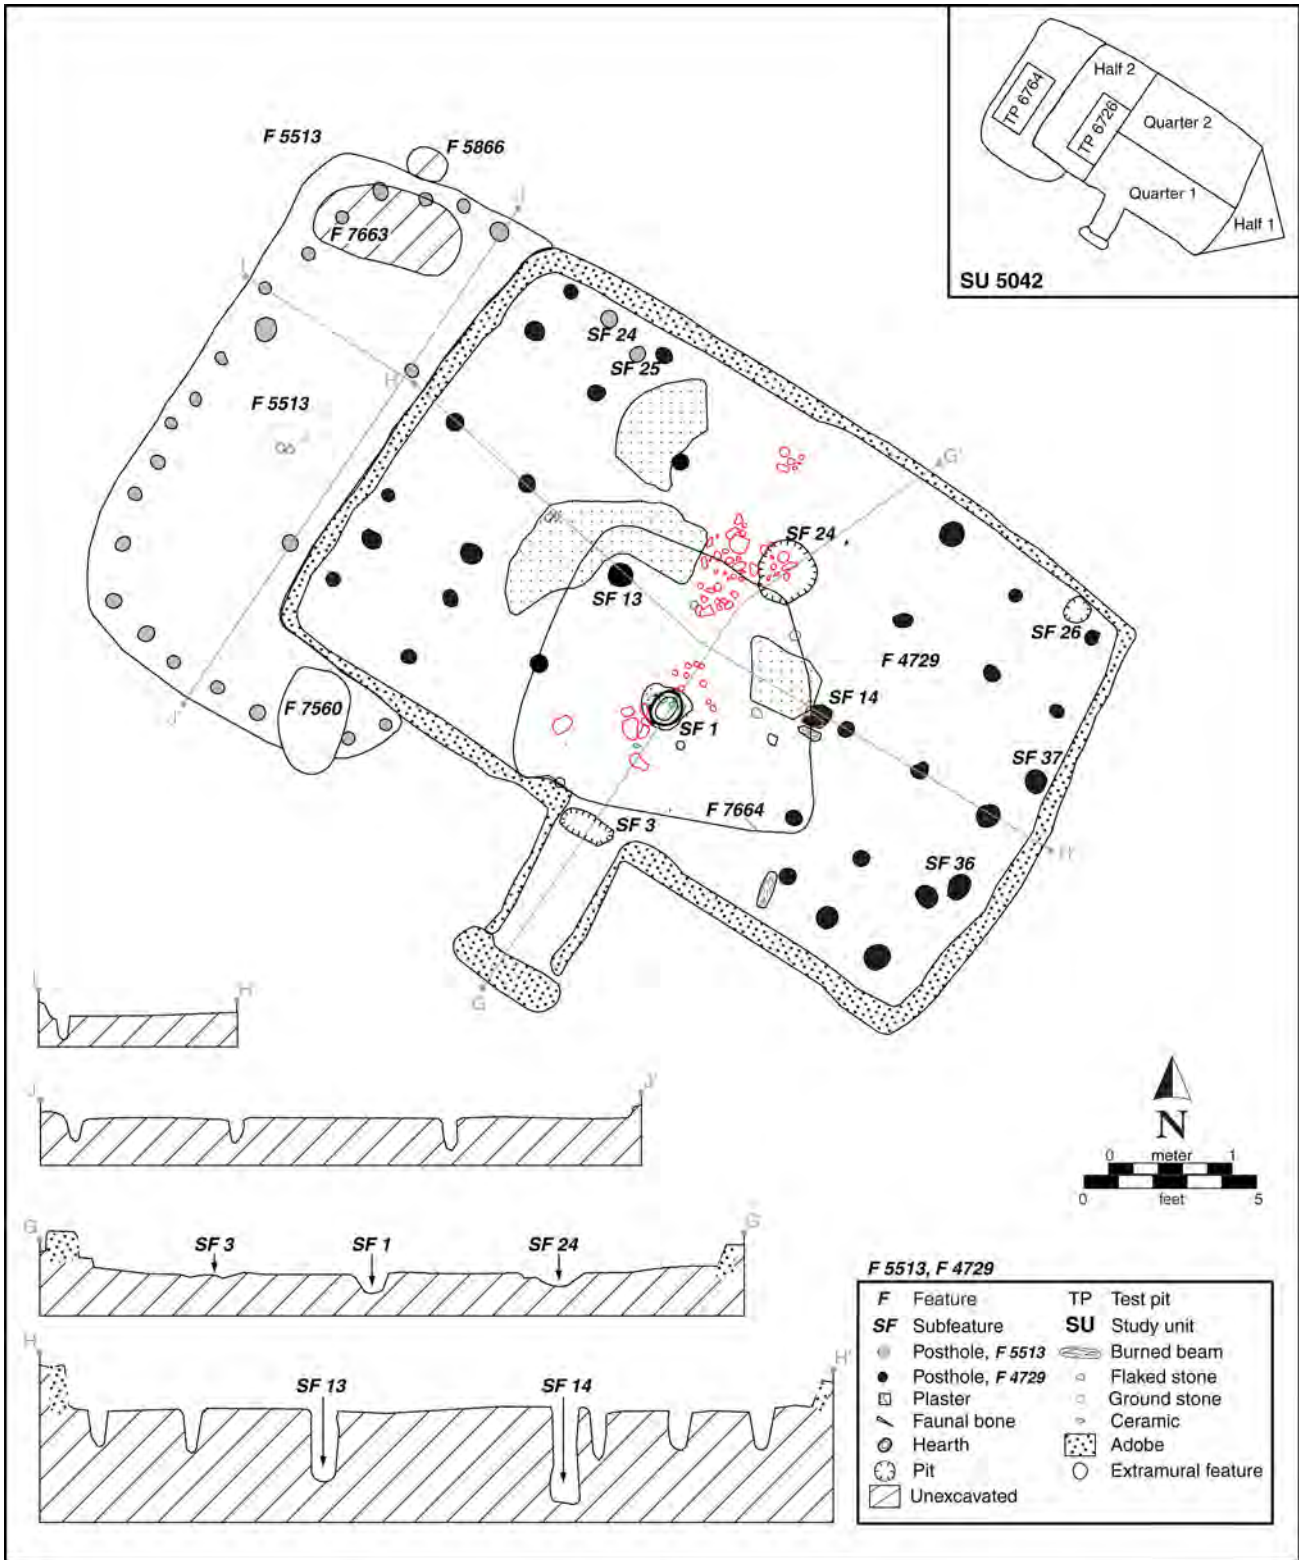 Half 2
TP 6764
TP 6726
Quarter 2
Quarter 1
Half 1
SU 5042
F 5513
F 5866
J
F 7663
I
SF 24
SF 25
H
F 5513
G'
SF 24
SF 13
SF 26
F 4729
F 7560
J'
SF 14
SF 1
SF 37
F 7664
SF 3
H'
SF 36
G
I
H
J
J'
N
0 meter 1
0 feet 5
G
SF 3
SF 1
SF 24
G
H
SF 13
SF 14
H'
F 5513, F 4729
F Feature
TP Test pit
SF Subfeature
SU Study unit
Posthole, F 5513
Burned beam
Posthole, F 4729
Flaked stone
Plaster
Ground stone
Faunal bone
Ceramic
Hearth
Adobe
Pit
Extramural feature
Unexcavated